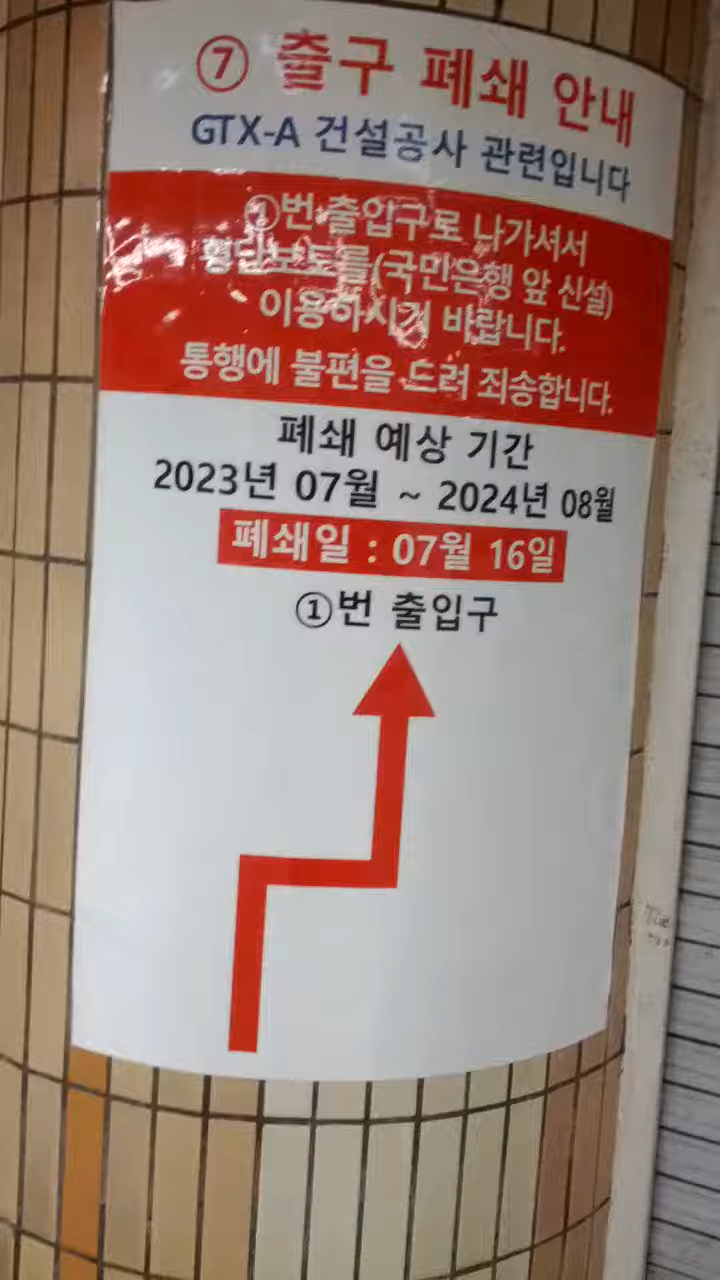 ⑦ 출구 폐쇄 안내
GTX-A 건설공사 관련입니다
①번 출입구로 나가셔서
횡단보도를(국민은행 앞 신설)
이용하시기 바랍니다.
통행에 불편을 드려 죄송합니다.
폐쇄 예상 기간
2023년 07월 ~ 2024년 08월
폐쇄일 : 07월 16일
①번 출입구